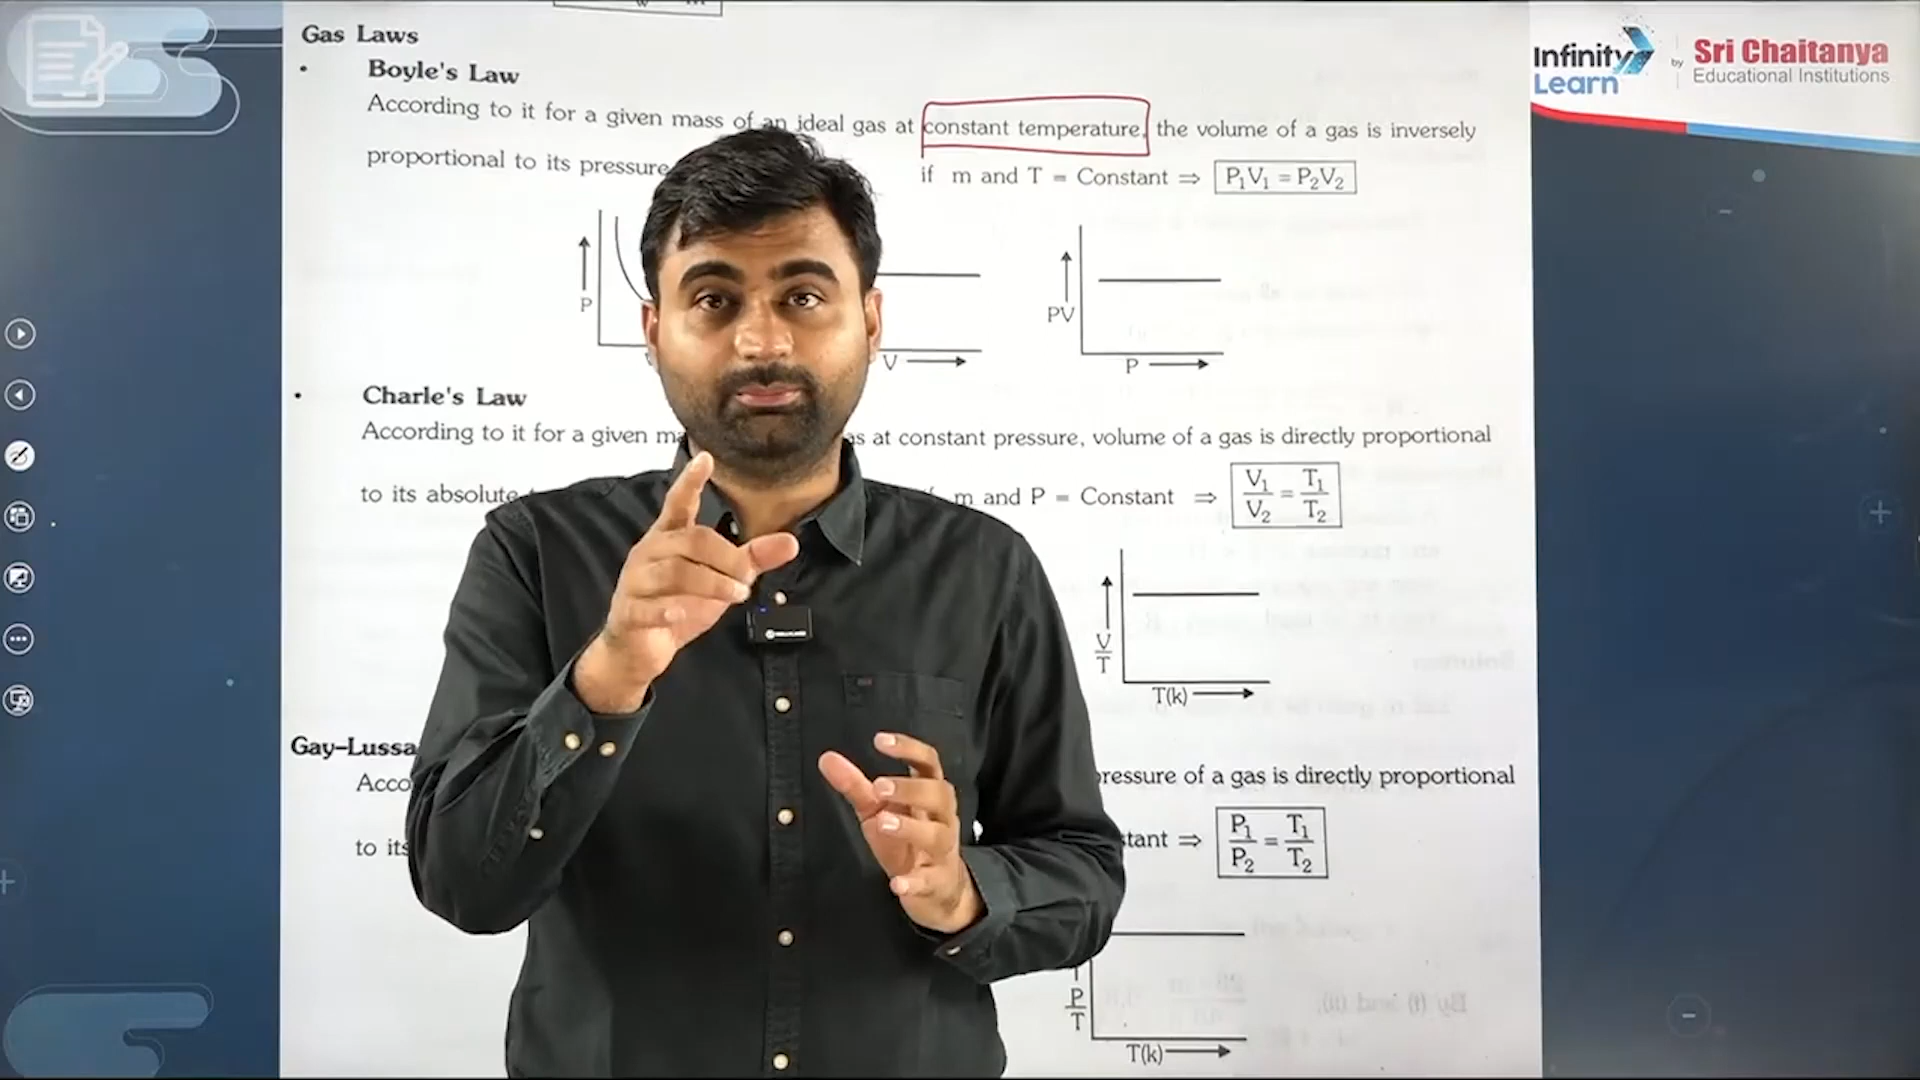 Gas Laws
• Boyle's Law
According to it for a given mass of an ideal gas at constant temperature, the volume of a gas is inversely
proportional to its pressure if m and T = Constant ⇒ P₁V₁ = P₂V₂
P
V
PV
P
• Charle's Law
According to it for a given as at constant pressure, volume of a gas is directly proportional
to its absolute m and P = Constant ⇒ V₁/V₂ = T₁/T₂
V/T
T(k)
Gay-Lussa
Acco pressure of a gas is directly proportional
to its stant ⇒ P₁/P₂ = T₁/T₂
P/T
T(k)
Infinity Learn by Sri Chaitanya
Educational Institutions